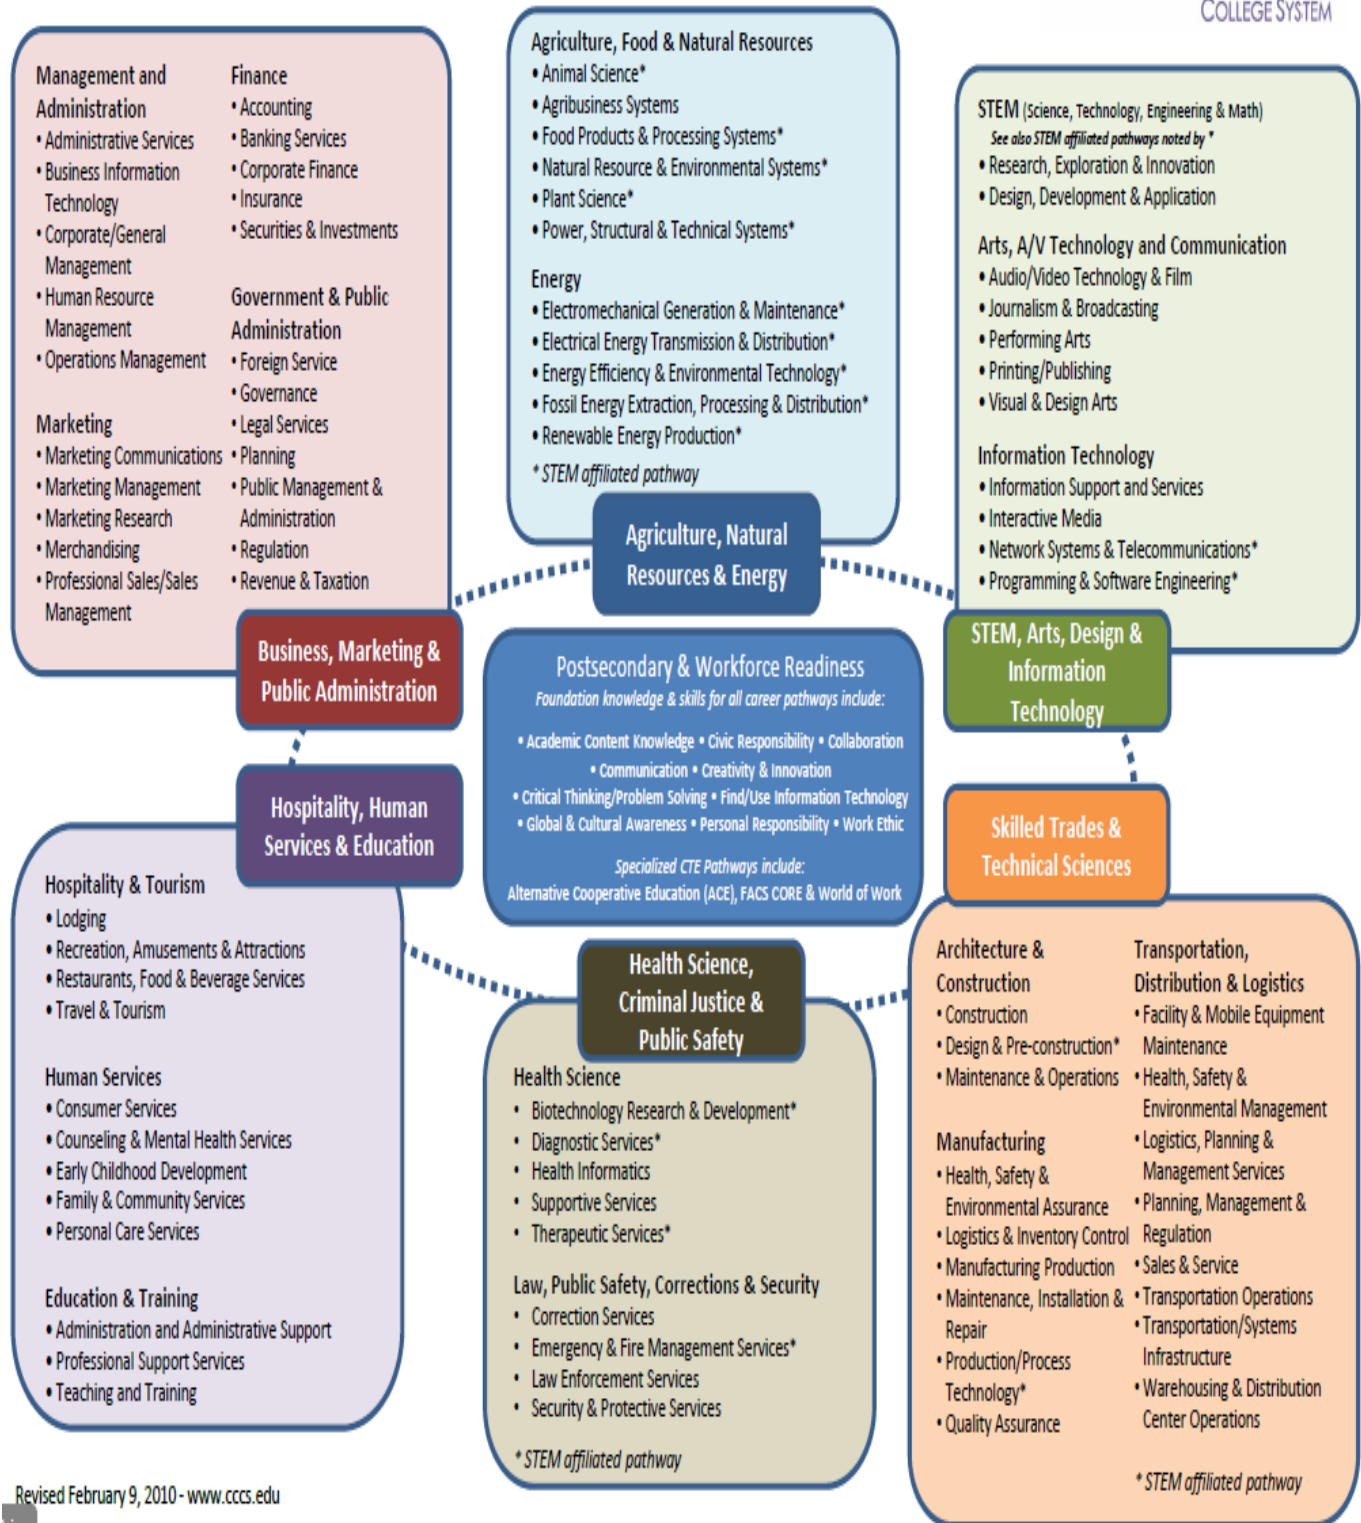 COLLEGE SYSTEM
Management and
Administration
• Administrative Services
• Business Information
Technology
• Corporate/General
Management
• Human Resource
Management
• Operations Management
Marketing
• Marketing Communications
• Marketing Management
• Marketing Research
• Merchandising
• Professional Sales/Sales
Management
Finance
• Accounting
• Banking Services
• Corporate Finance
• Insurance
• Securities & Investments
Government & Public
Administration
• Foreign Service
• Governance
• Legal Services
• Planning
• Public Management &
Administration
• Regulation
• Revenue & Taxation
Business, Marketing &
Public Administration
Agriculture, Food & Natural Resources
• Animal Science*
• Agribusiness Systems
• Food Products & Processing Systems*
• Natural Resource & Environmental Systems*
• Plant Science*
• Power, Structural & Technical Systems*
Energy
• Electromechanical Generation & Maintenance*
• Electrical Energy Transmission & Distribution*
• Energy Efficiency & Environmental Technology*
• Fossil Energy Extraction, Processing & Distribution*
• Renewable Energy Production*
* STEM affiliated pathway
Agriculture, Natural
Resources & Energy
STEM (Science, Technology, Engineering & Math)
See also STEM affiliated pathways noted by *
• Research, Exploration & Innovation
• Design, Development & Application
Arts, A/V Technology and Communication
• Audio/Video Technology & Film
• Journalism & Broadcasting
• Performing Arts
• Printing/Publishing
• Visual & Design Arts
Information Technology
• Information Support and Services
• Interactive Media
• Network Systems & Telecommunications*
• Programming & Software Engineering*
STEM, Arts, Design &
Information
Technology
Postsecondary & Workforce Readiness
Foundation knowledge & skills for all career pathways include:
• Academic Content Knowledge • Civic Responsibility • Collaboration
• Communication • Creativity & Innovation
• Critical Thinking/Problem Solving • Find/Use Information Technology
• Global & Cultural Awareness • Personal Responsibility • Work Ethic
Specialized CTE Pathways include:
Alternative Cooperative Education (ACE), FACS CORE & World of Work
Hospitality, Human
Services & Education
Hospitality & Tourism
• Lodging
• Recreation, Amusements & Attractions
• Restaurants, Food & Beverage Services
• Travel & Tourism
Human Services
• Consumer Services
• Counseling & Mental Health Services
• Early Childhood Development
• Family & Community Services
• Personal Care Services
Education & Training
• Administration and Administrative Support
• Professional Support Services
• Teaching and Training
Health Science,
Criminal Justice &
Public Safety
Health Science
• Biotechnology Research & Development*
• Diagnostic Services*
• Health Informatics
• Supportive Services
• Therapeutic Services*
Law, Public Safety, Corrections & Security
• Correction Services
• Emergency & Fire Management Services*
• Law Enforcement Services
• Security & Protective Services
* STEM affiliated pathway
Skilled Trades &
Technical Sciences
Architecture &
Construction
• Construction
• Design & Pre-construction*
• Maintenance & Operations
Manufacturing
• Health, Safety &
Environmental Assurance
• Logistics & Inventory Control
• Manufacturing Production
• Maintenance, Installation &
Repair
• Production/Process
Technology*
• Quality Assurance
Transportation,
Distribution & Logistics
• Facility & Mobile Equipment
Maintenance
• Health, Safety &
Environmental Management
• Logistics, Planning &
Management Services
• Planning, Management &
Regulation
• Sales & Service
• Transportation Operations
• Transportation/Systems
Infrastructure
• Warehousing & Distribution
Center Operations
* STEM affiliated pathway
Revised February 9, 2010 - www.cccs.edu